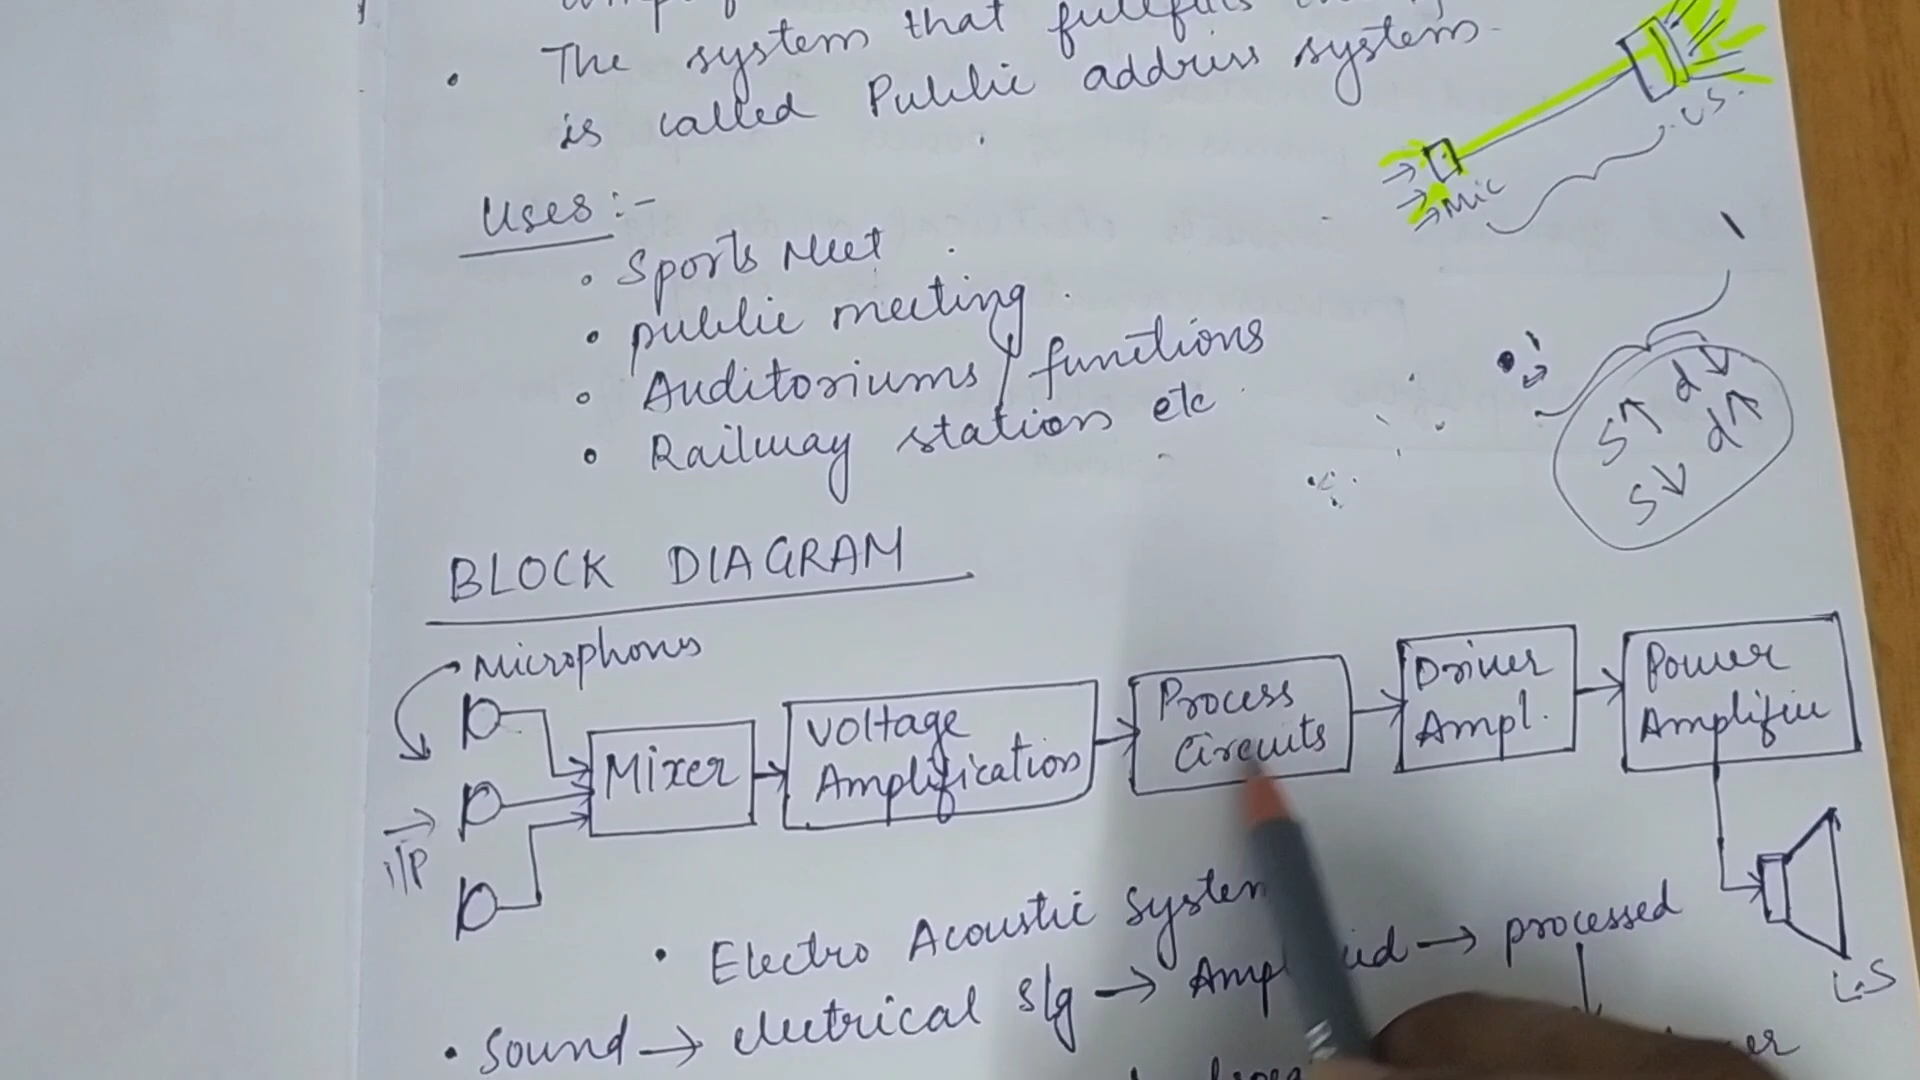 The system that
is called Public address system.
Mic
L.S.
Uses :-
• Sports Meet
• public meeting.
• Auditoriums / functions
• Railway station etc
S↑ d↓
S↓ d↑
BLOCK DIAGRAM
Microphones
I/P
Mixer
Voltage
Amplification
Process
Circuits
Driver
Ampl.
Power
Amplifier
L.S
• Electro Acoustic System
• Sound → electrical s/g → → processed